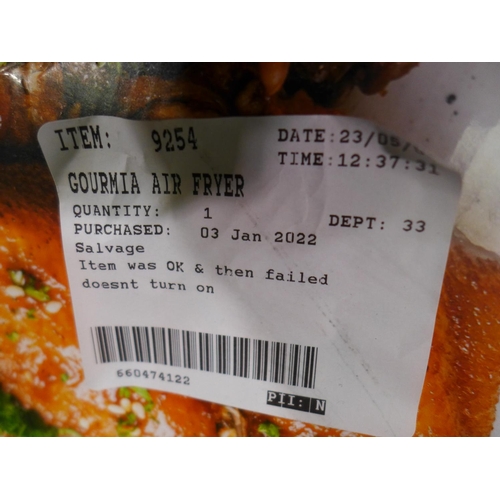 ITEM: 9254 DATE:23/05/
TIME:12:37:31
GOURMIA AIR FRYER
QUANTITY: 1 DEPT: 33
PURCHASED: 03 Jan 2022
Salvage
Item was OK & then failed
doesnt turn on
660474122
PII: N